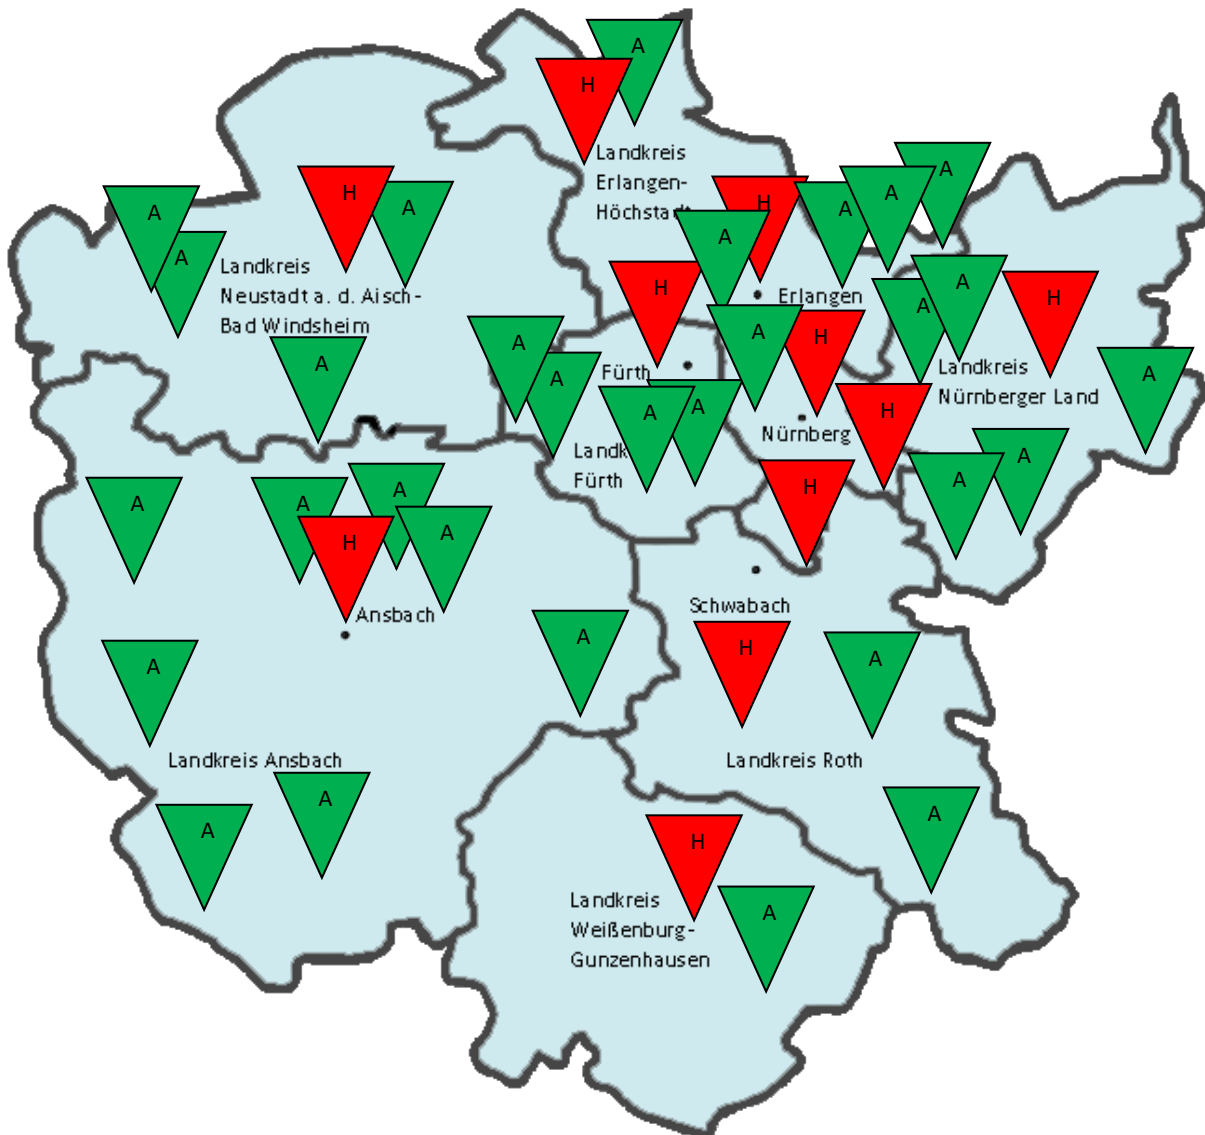 A
H
Landkreis
Erlangen-
Höchstadt
A
A
H
H
A
A
A
A
A
Landkreis
Neustadt a. d. Aisch-
Bad Windsheim
H
A
H
Erlangen
A
A
H
A
A
A
Landkreis
Nürnberger Land
A
Fürth
A
A
A
H
Nürnberg
Landk
Fürth
A
A
H
A
A
A
A
A
H
Schwabach
Ansbach
A
H
A
A
Landkreis Ansbach
Landkreis Roth
A
A
A
H
Landkreis
Weißenburg-
Gunzenhausen
A